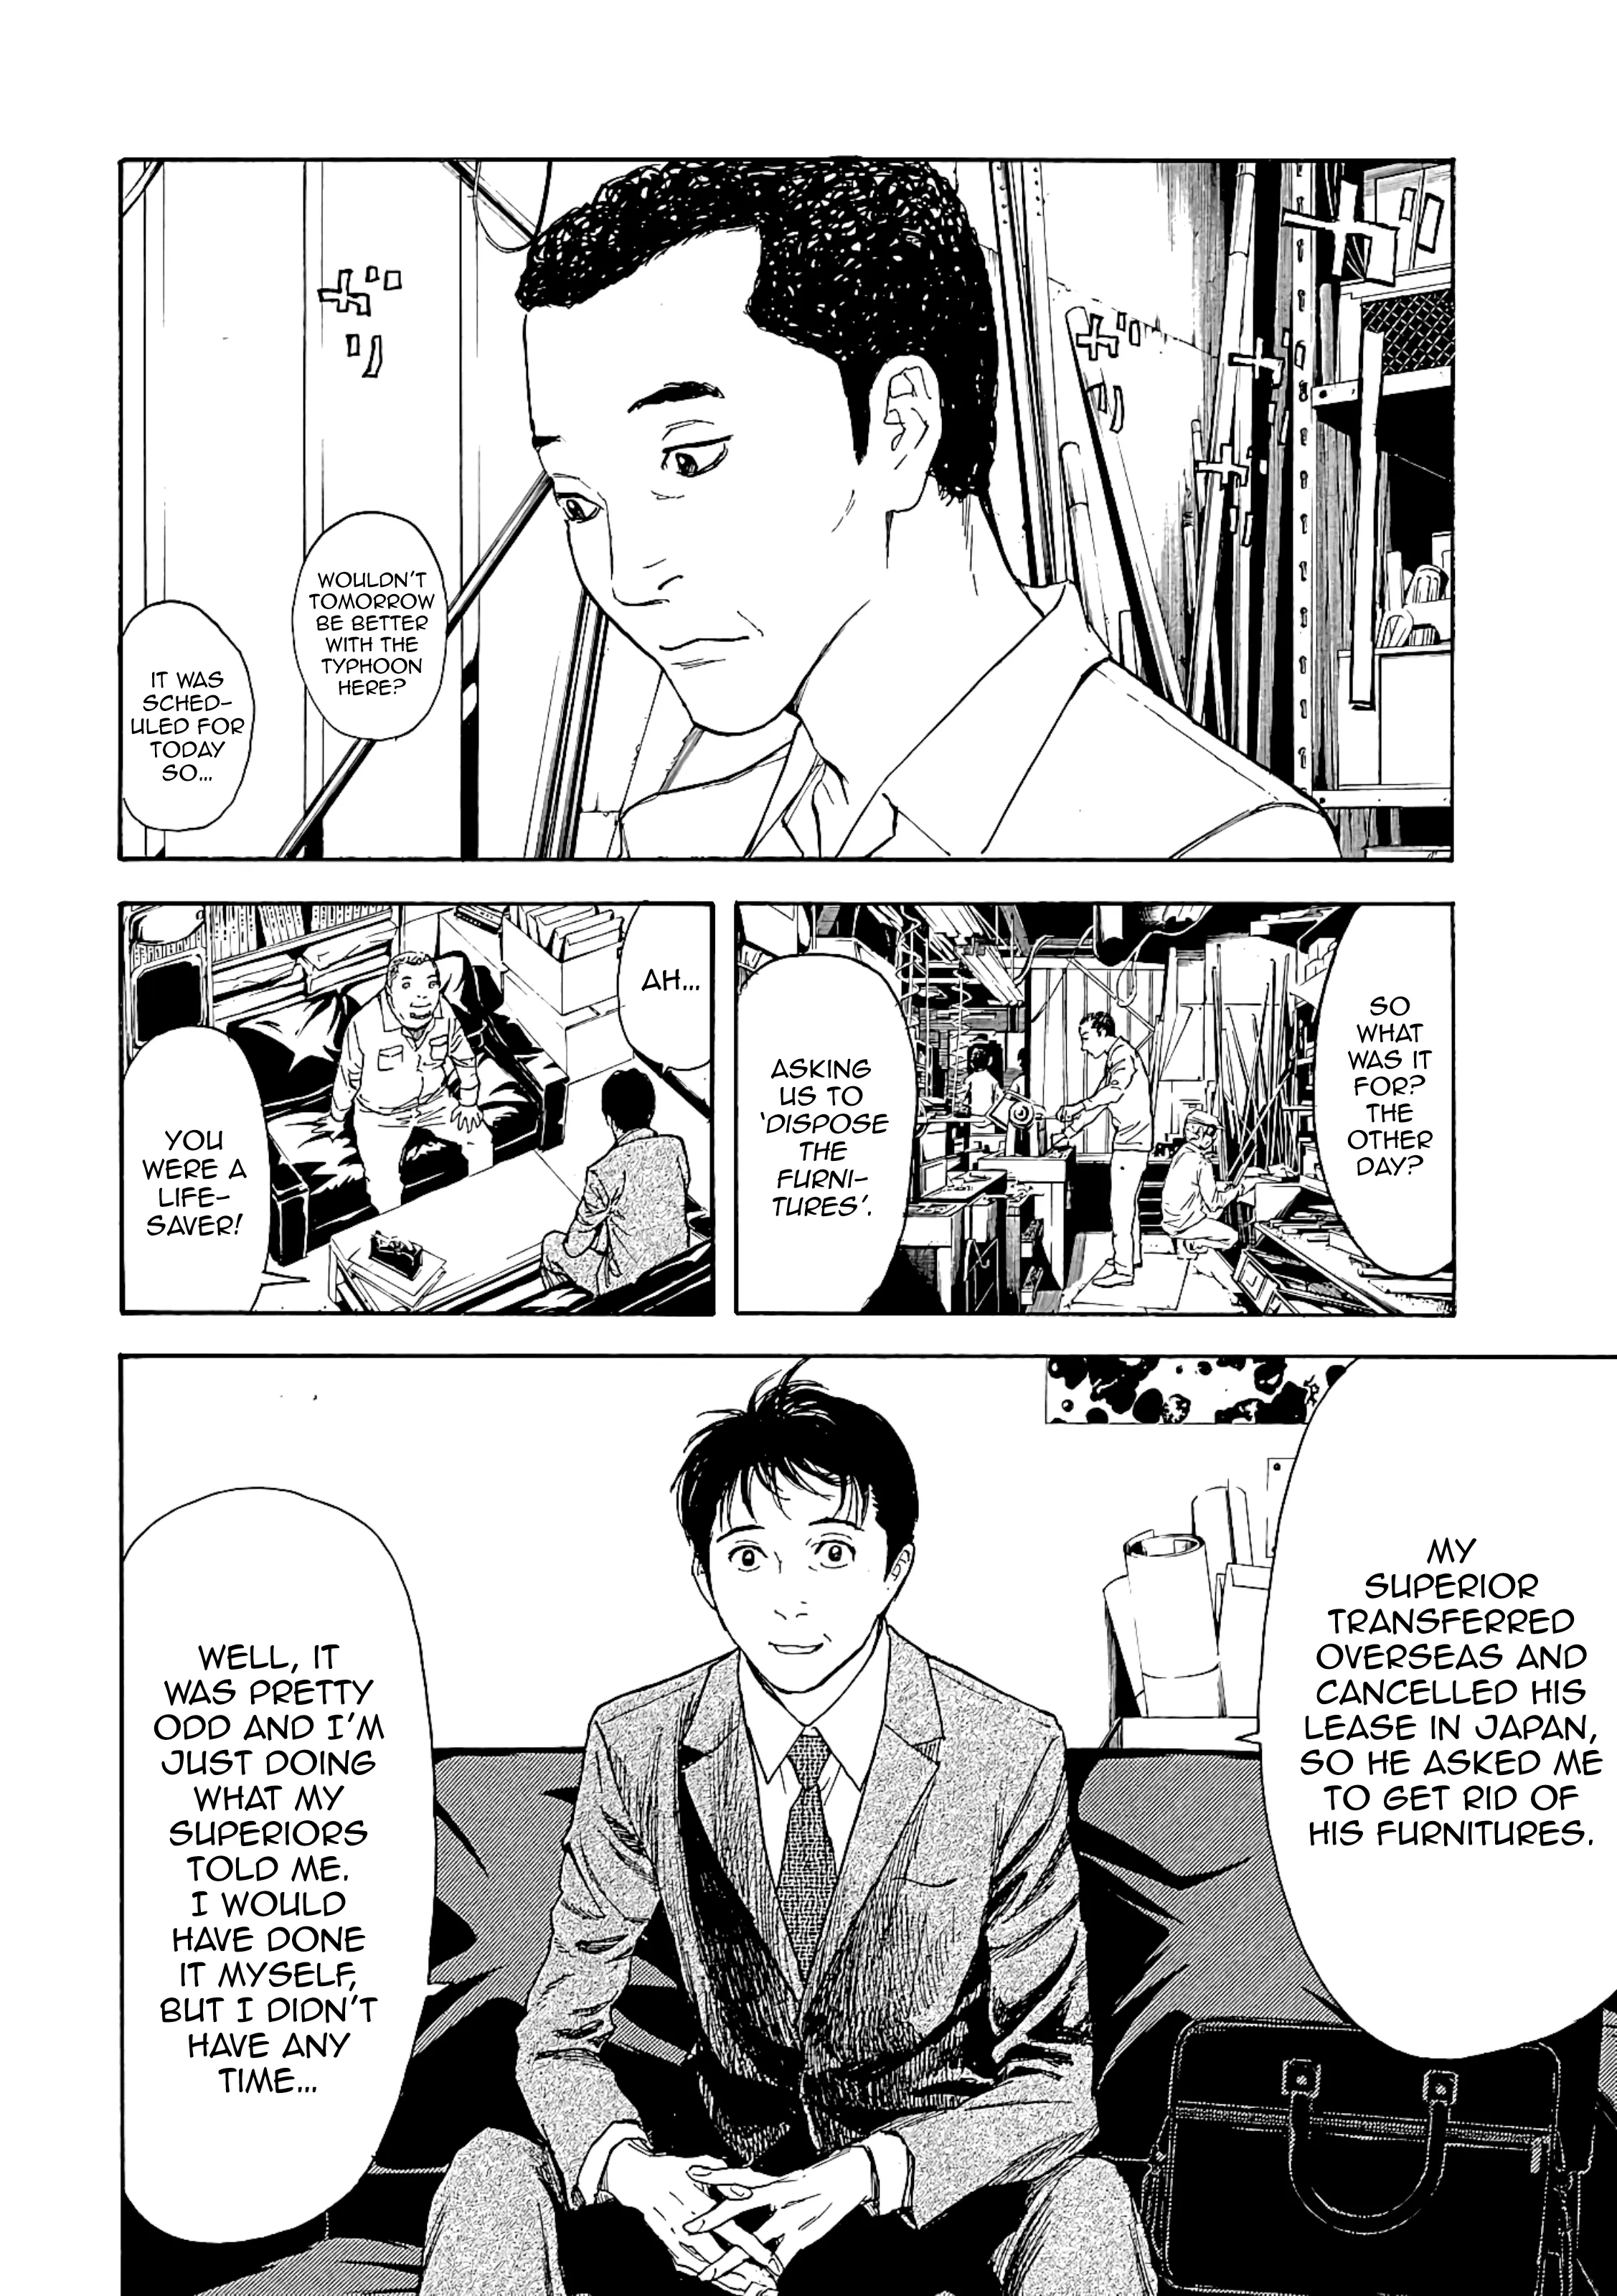 WOULDN'T
TOMORROW
BE BETTER
WITH THE
TYPHOON
HERE?
IT WAS
SCHED-
ULED FOR
TODAY
SO...
SO
WHAT
WAS IT
FOR?
THE
OTHER
DAY?
ASKING
US TO
'DISPOSE
THE
FURNI-
TURES'.
AH...
YOU
WERE A
LIFE-
SAVER!
MY
SUPERIOR
TRANSFERRED
OVERSEAS AND
CANCELLED HIS
LEASE IN JAPAN,
SO HE ASKED ME
TO GET RID OF
HIS FURNITURES.
WELL, IT
WAS PRETTY
ODD AND I'M
JUST DOING
WHAT MY
SUPERIORS
TOLD ME.
I WOULD
HAVE DONE
IT MYSELF,
BUT I DIDN'T
HAVE ANY
TIME...